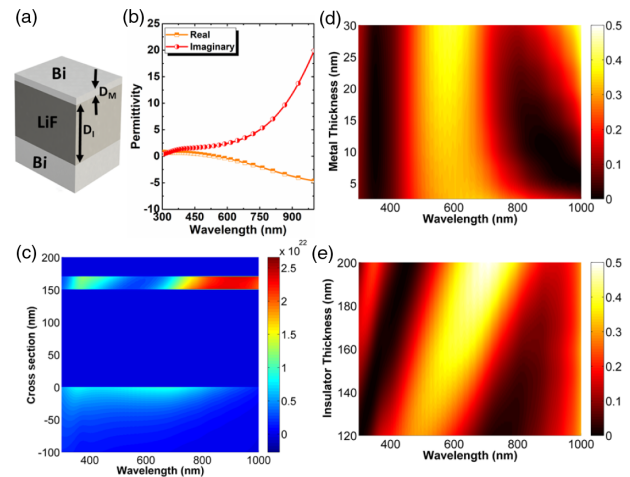 (a)
Bi
D_M
LiF
D_I
Bi
(b)
Real
Imaginary
Permittivity
25
20
15
10
5
0
-5
-10
300 450 600 750 900
Wavelength (nm)
(c)
x 10^22
Cross section (nm)
200
150
100
50
0
-50
-100
400 600 800 1000
Wavelength (nm)
2.5
2
1.5
1
0.5
0
(d)
Metal Thickness (nm)
30
25
20
15
10
5
400 600 800 1000
Wavelength (nm)
0.5
0.4
0.3
0.2
0.1
0
(e)
Insulator Thickness (nm)
200
180
160
140
120
400 600 800 1000
Wavelength (nm)
0.5
0.4
0.3
0.2
0.1
0